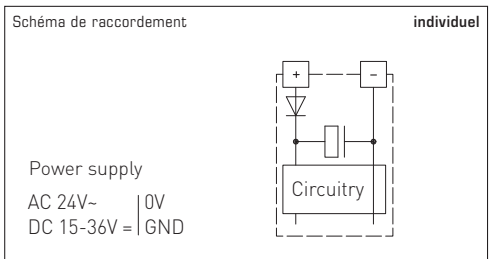 Schéma de raccordement individuel
+ −
Circuitry
Power supply
AC 24V~ | 0V
DC 15-36V = | GND